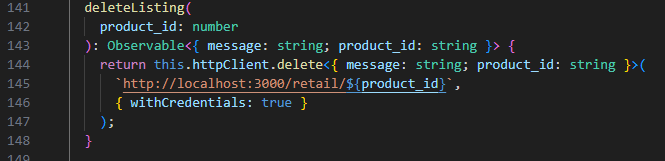 141 deleteListing(
142 product_id: number
143 ): Observable<{ message: string; product_id: string }> {
144 return this.httpClient.delete<{ message: string; product_id: string }>(
145 `http://localhost:3000/retail/${product_id}`,
146 { withCredentials: true }
147 );
148 }
149